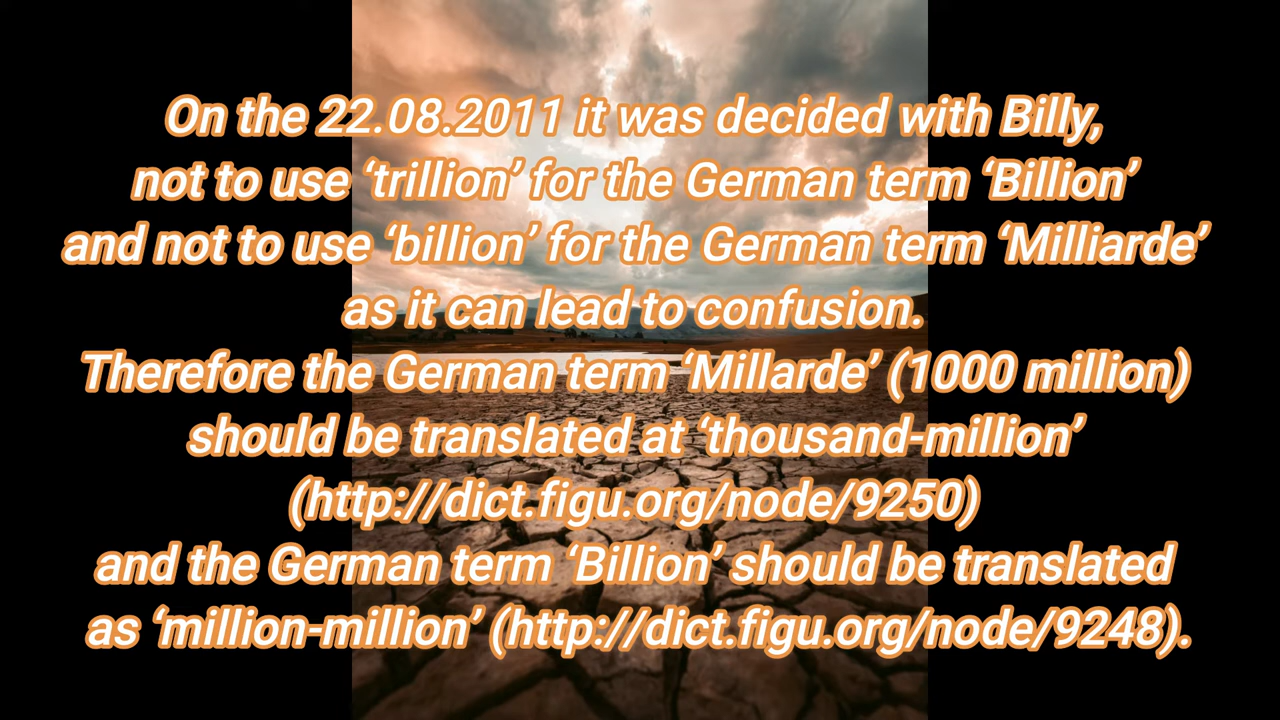 On the 22.08.2011 it was decided with Billy,
not to use ‘trillion’ for the German term ‘Billion’
and not to use ‘billion’ for the German term ‘Milliarde’
as it can lead to confusion.
Therefore the German term ‘Millarde’ (1000 million)
should be translated at ‘thousand-million’
(http://dict.figu.org/node/9250)
and the German term ‘Billion’ should be translated
as ‘million-million’ (http://dict.figu.org/node/9248).